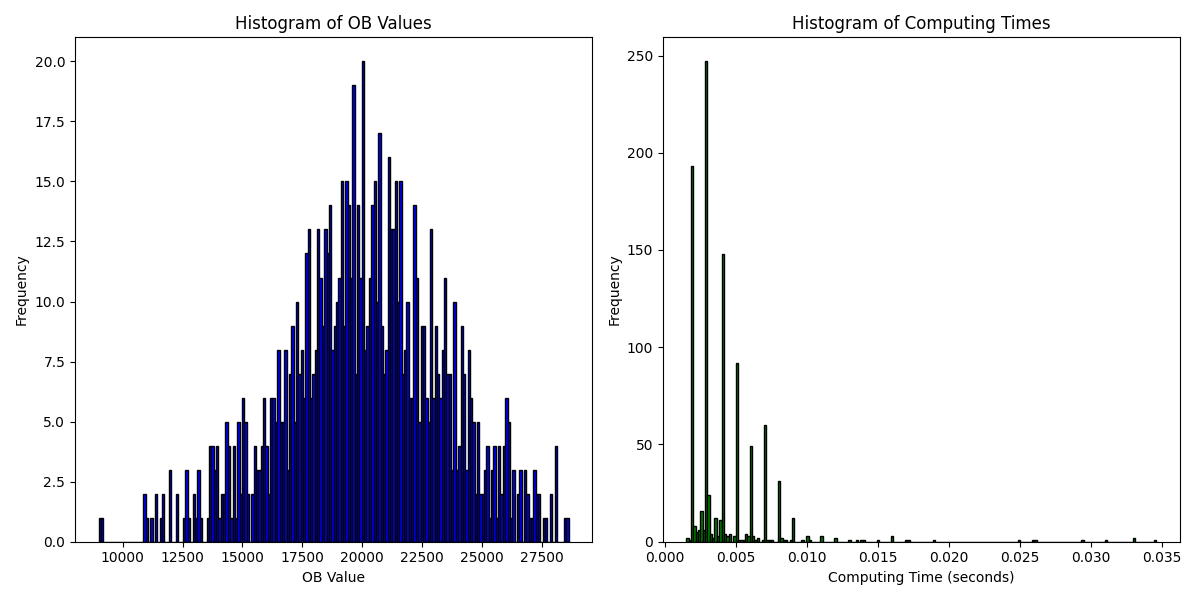 Histogram of OB Values
Frequency
20.0
17.5
15.0
12.5
10.0
7.5
5.0
2.5
0.0
10000 12500 15000 17500 20000 22500 25000 27500
OB Value
Histogram of Computing Times
Frequency
250
200
150
100
50
0
0.000 0.005 0.010 0.015 0.020 0.025 0.030 0.035
Computing Time (seconds)